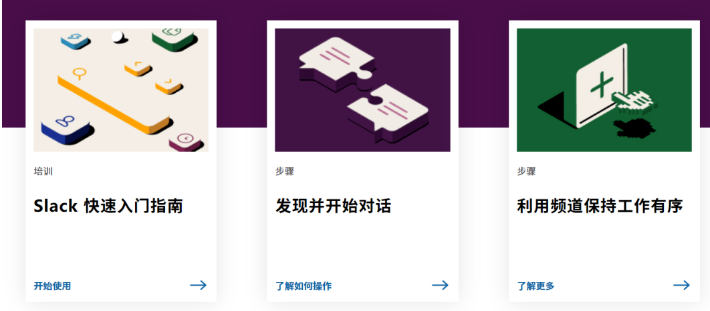 培训
Slack 快速入门指南
开始使用
步骤
发现并开始对话
了解如何操作
步骤
利用频道保持工作有序
了解更多